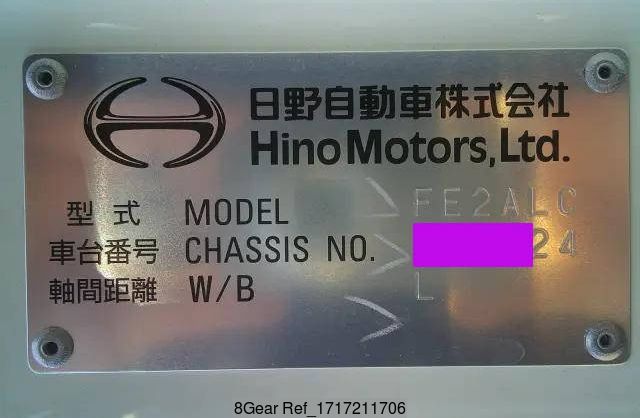 日野自動車株式会社
Hino Motors,Ltd.
型式 MODEL FE2ALC
車台番号 CHASSIS NO. 24
軸間距離 W/B L
8Gear Ref_1717211706